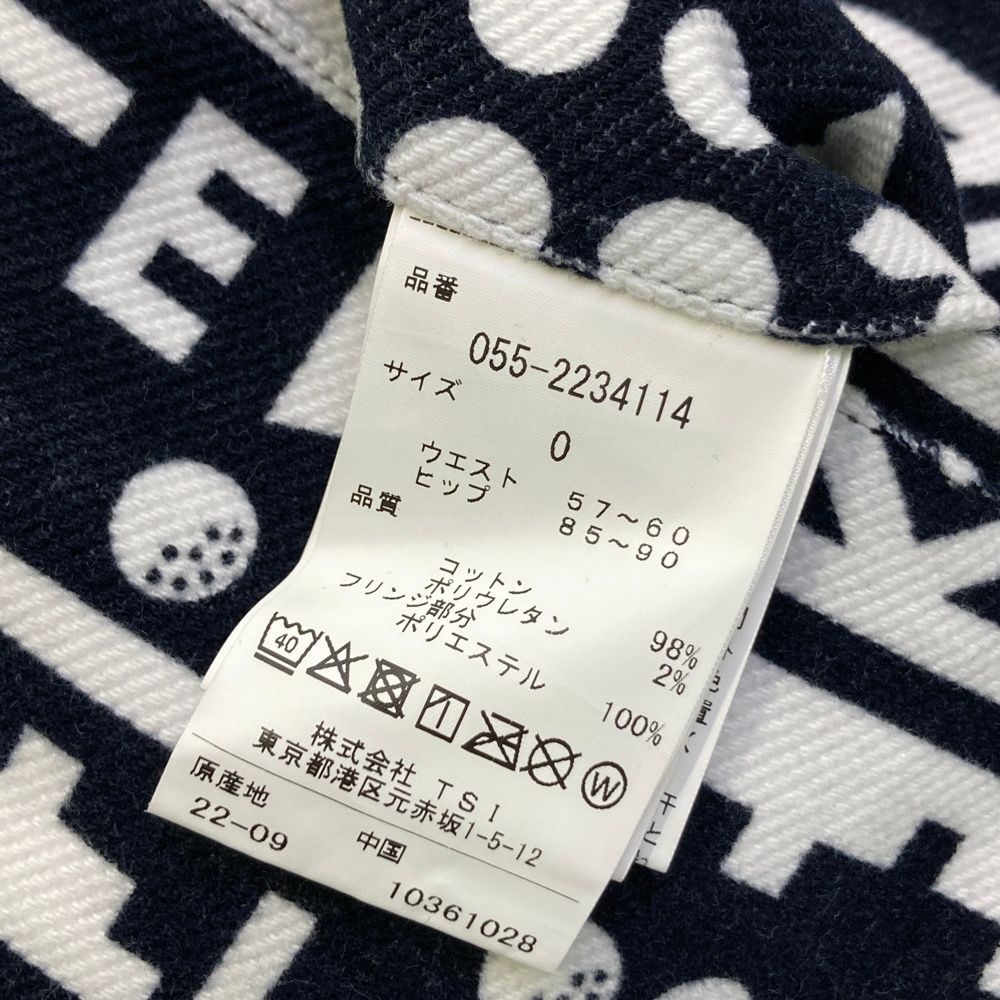 品番
055-2234114
サイズ
0
ウエスト 57～60
ヒップ 85～90
品質
コットン 98%
ポリウレタン 2%
フリンジ部分
ポリエステル 100%
40
W
株式会社 TSI
東京都港区元赤坂1-5-12
原産地 中国
22-09 10361028
E
K